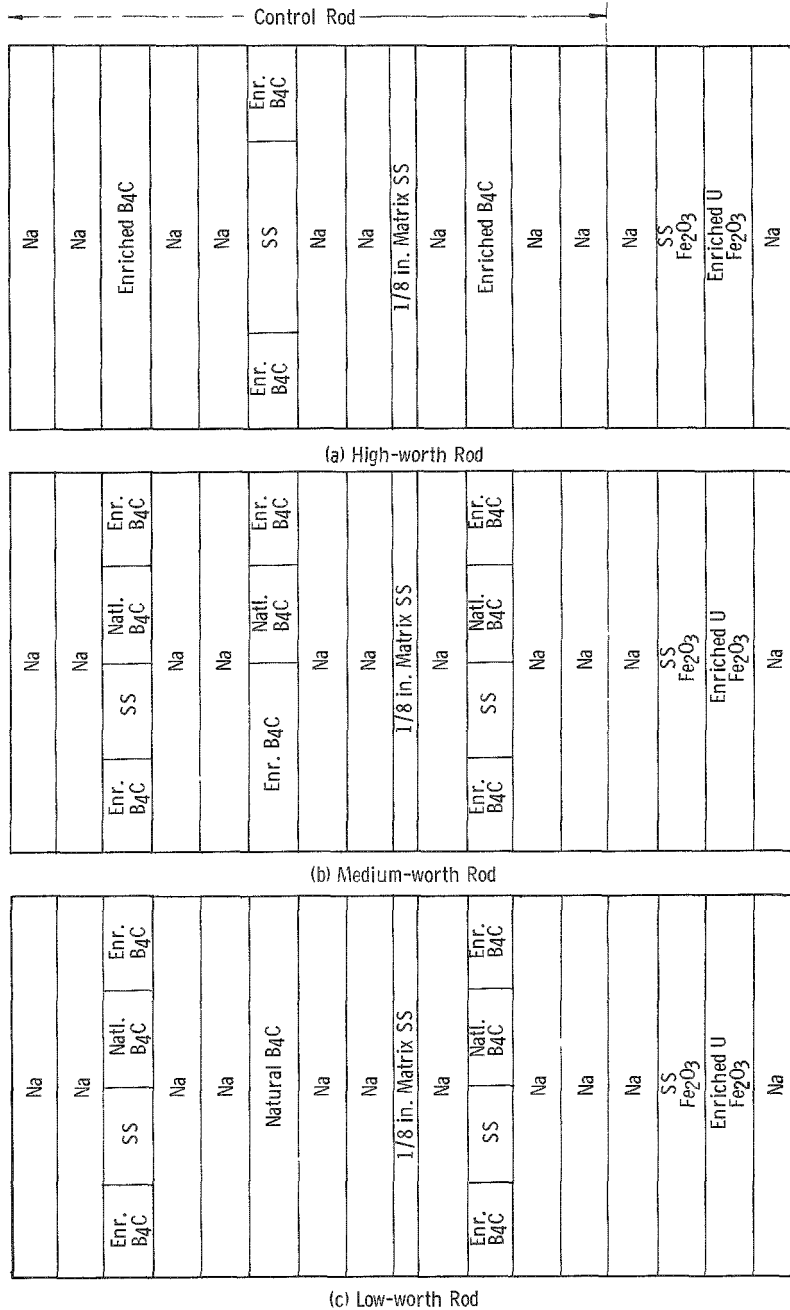 Control Rod
Na
Na
Enriched B4C
Na
Na
Enr.
B4C
SS
Enr.
B4C
Na
Na
1/8 in. Matrix SS
Na
Enriched B4C
Na
Na
Na
SS
Fe2O3
Enriched U
Fe2O3
Na
(a) High-worth Rod
Na
Na
Enr.
B4C
Natl.
B4C
SS
Enr.
B4C
Na
Na
Enr.
B4C
Natl.
B4C
Enr. B4C
Na
Na
1/8 in. Matrix SS
Na
Enr.
B4C
Natl.
B4C
SS
Enr.
B4C
Na
Na
Na
SS
Fe2O3
Enriched U
Fe2O3
Na
(b) Medium-worth Rod
Na
Na
Enr.
B4C
Natl.
B4C
SS
Enr.
B4C
Na
Na
Natural B4C
Na
Na
1/8 in. Matrix SS
Na
Enr.
B4C
Natl.
B4C
SS
Enr.
B4C
Na
Na
Na
SS
Fe2O3
Enriched U
Fe2O3
Na
(c) Low-worth Rod